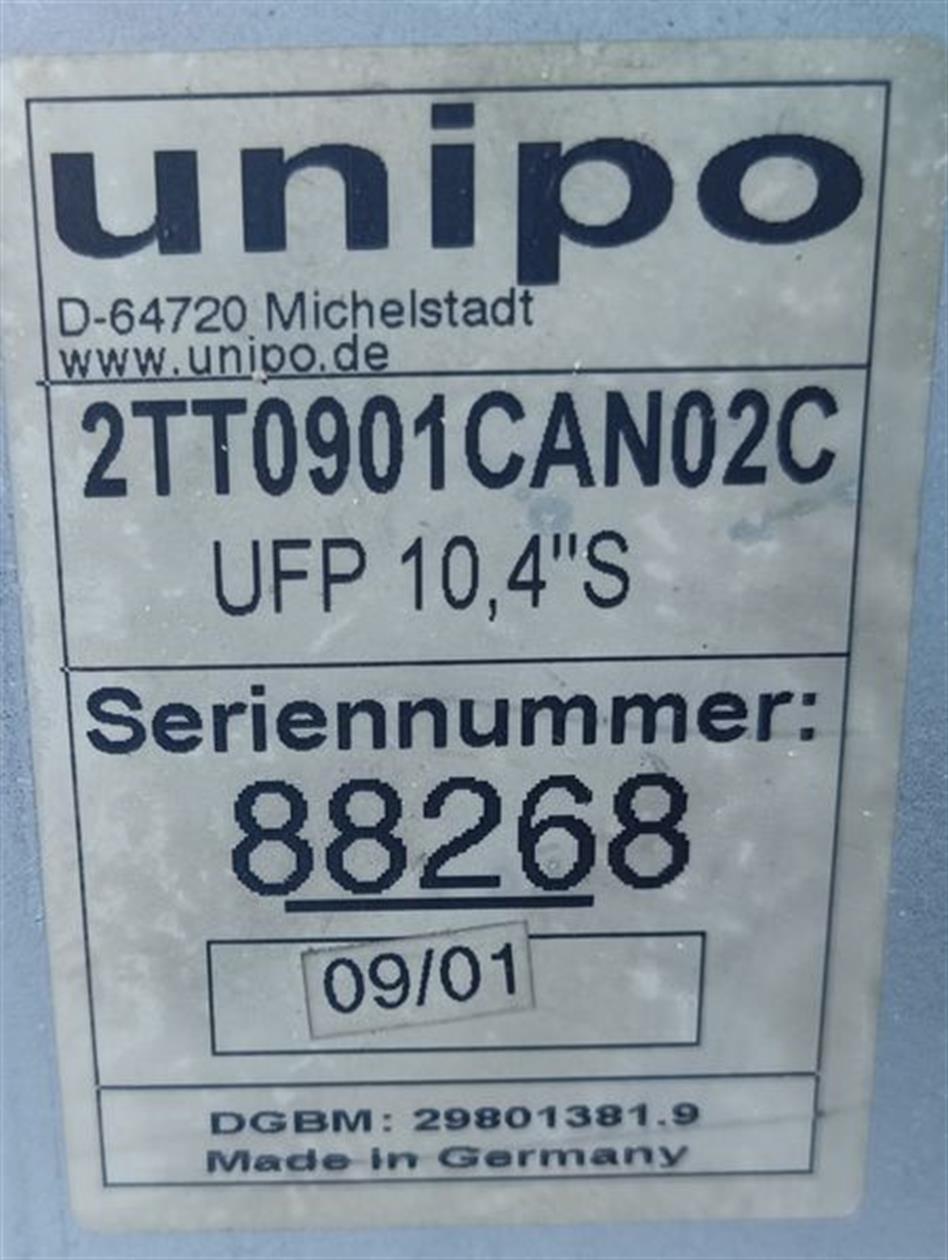 unipo
D-64720 Michelstadt
www.unipo.de
2TT0901CAN02C
UFP 10,4"S
Seriennummer:
88268
09/01
DGBM: 29801381.9
Made in Germany